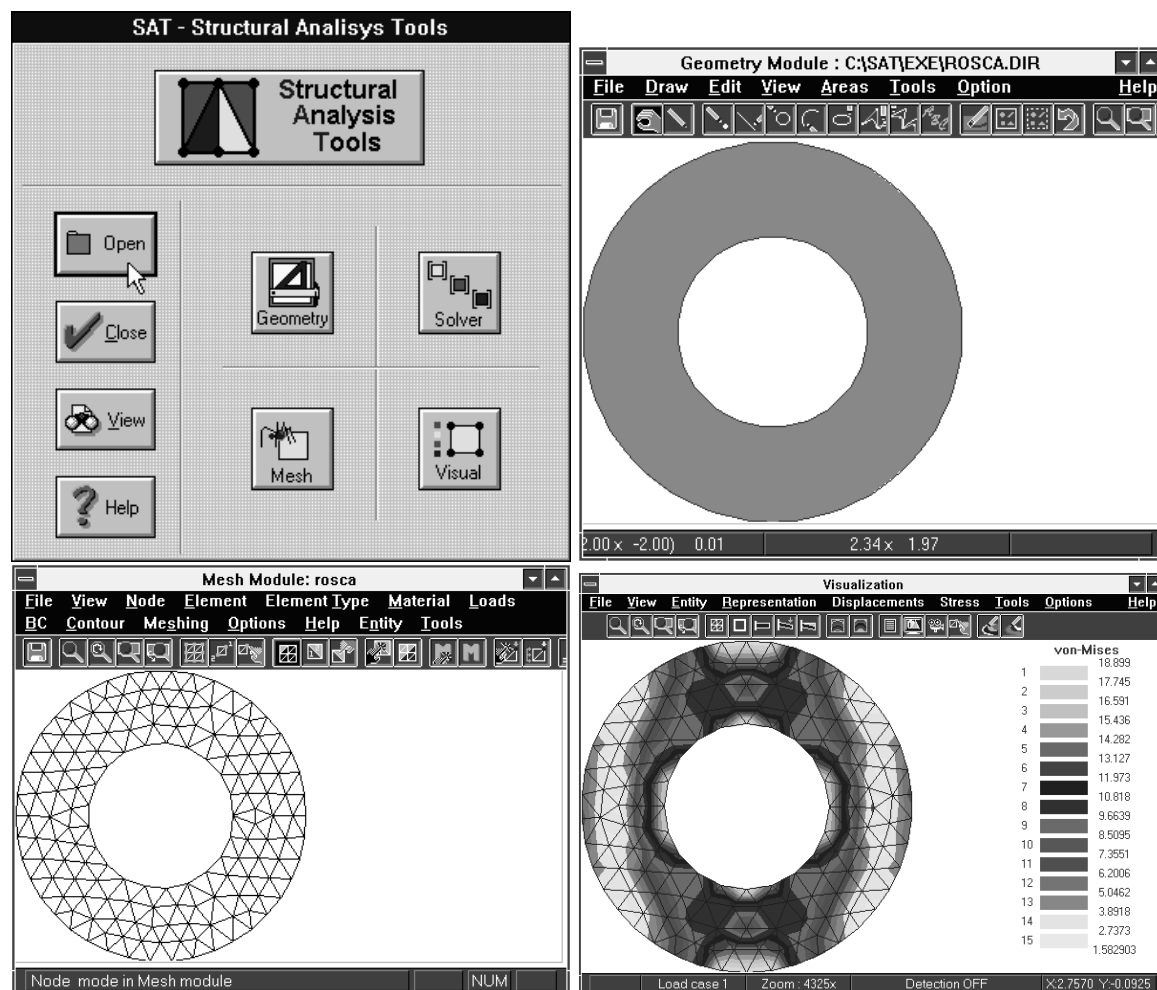 SAT - Structural Analisys Tools
Structural
Analysis
Tools
Open
Close
View
Help
Geometry
Solver
Mesh
Visual
Geometry Module : C:\SAT\EXE\ROSCA.DIR
File Draw Edit View Areas Tools Option Help
ABC
2.00 x -2.00) 0.01 2.34 x 1.97
Mesh Module: rosca
File View Node Element Element Type Material Loads
BC Contour Meshing Options Help Entity Tools
Node mode in Mesh module NUM
Visualization
File View Entity Representation Displacements Stress Tools Options Help
von-Mises
18.899
1
17.745
2
16.591
3
15.436
4
14.282
5
13.127
6
11.973
7
10.818
8
9.6639
9
8.5095
10
7.3551
11
6.2006
12
5.0462
13
3.8918
14
2.7373
15
1.582903
Load case 1 Zoom : 4325x Detection OFF X:2.7570 Y:-0.0925